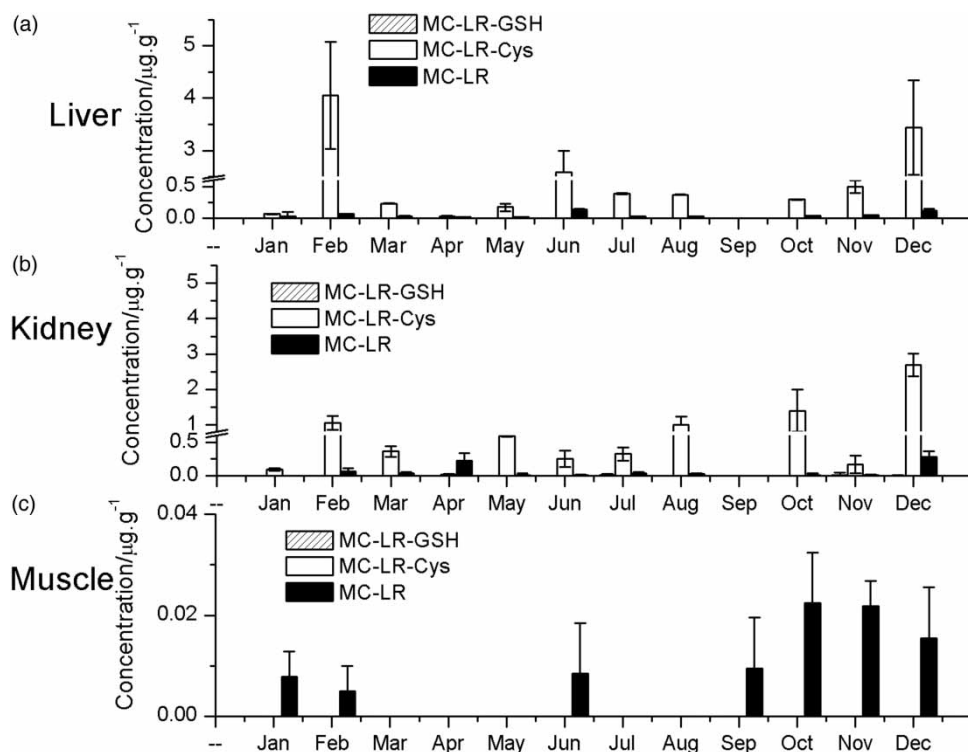 (a)
Liver
Concentration/µg.g⁻¹
5
4
3
0.5
0.0
MC-LR-GSH
MC-LR-Cys
MC-LR
-- Jan Feb Mar Apr May Jun Jul Aug Sep Oct Nov Dec
(b)
Kidney
Concentration/µg.g⁻¹
5
4
3
2
1
0.5
0.0
MC-LR-GSH
MC-LR-Cys
MC-LR
-- Jan Feb Mar Apr May Jun Jul Aug Sep Oct Nov Dec
(c)
Muscle
Concentration/µg.g⁻¹
0.04
0.02
0.00
MC-LR-GSH
MC-LR-Cys
MC-LR
-- Jan Feb Mar Apr May Jun Jul Aug Sep Oct Nov Dec